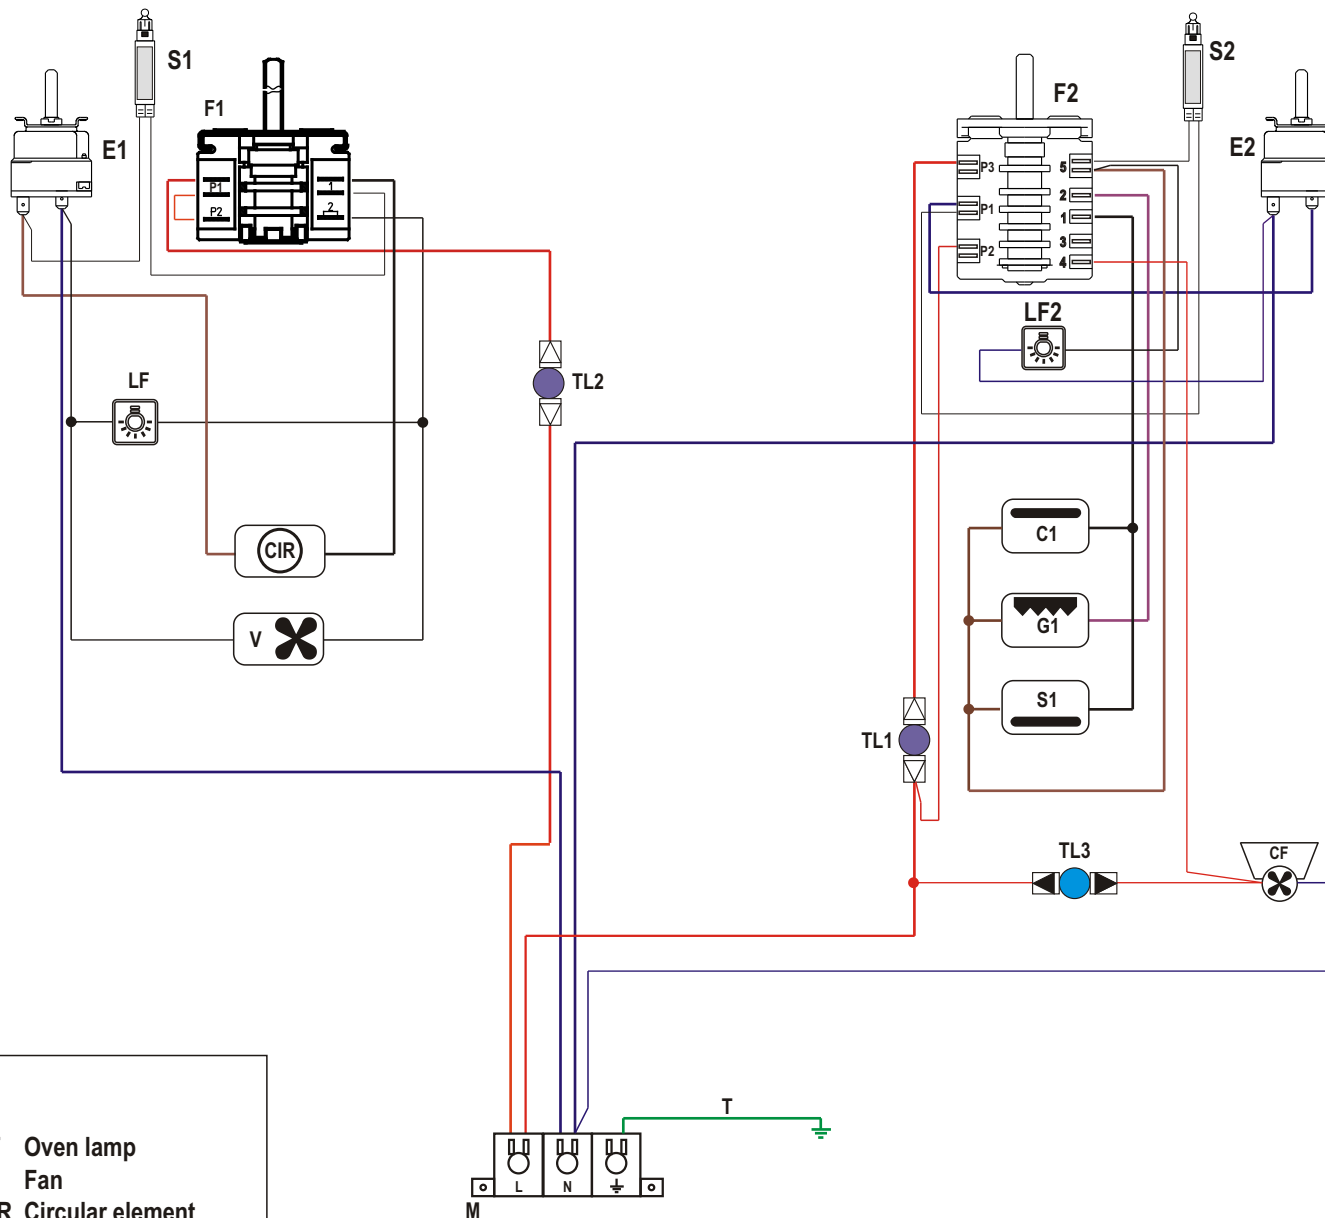 S1
S2
F1
F2
E1
E2
P1
1
P2
2
P3
5
2
P1
1
3
P2
4
LF2
LF
TL2
CIR
C1
V
G1
S1
TL1
TL3
CF
T
Oven lamp
Fan
R Circular element
L
N
M